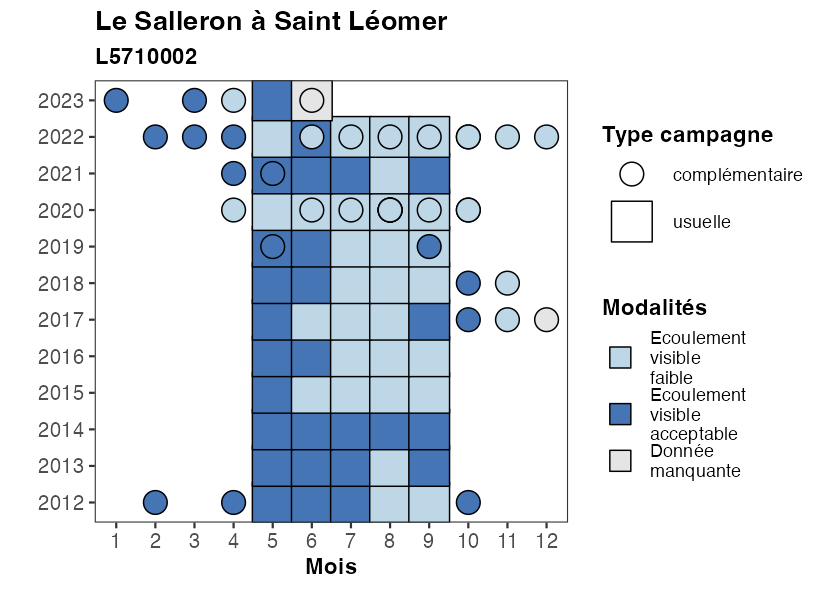 Le Salleron à Saint Léomer
L5710002
2023
2022
2021
2020
2019
2018
2017
2016
2015
2014
2013
2012
1 2 3 4 5 6 7 8 9 10 11 12
Mois
Type campagne
complémentaire
usuelle
Modalités
Ecoulement
visible
faible
Ecoulement
visible
acceptable
Donnée
manquante